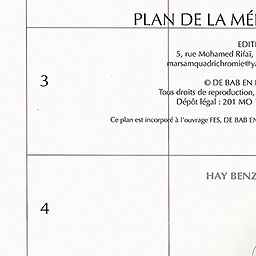 PLAN DE LA MÉ
EDIT
5, rue Mohamed Rifaï,
marsamquadrichromie@y
3
© DE BAB EN
Tous droits de reproduction,
Dépôt légal : 201 MO
Ce plan est incorporé à l'ouvrage FES, DE BAB EN
HAY BENZ
4